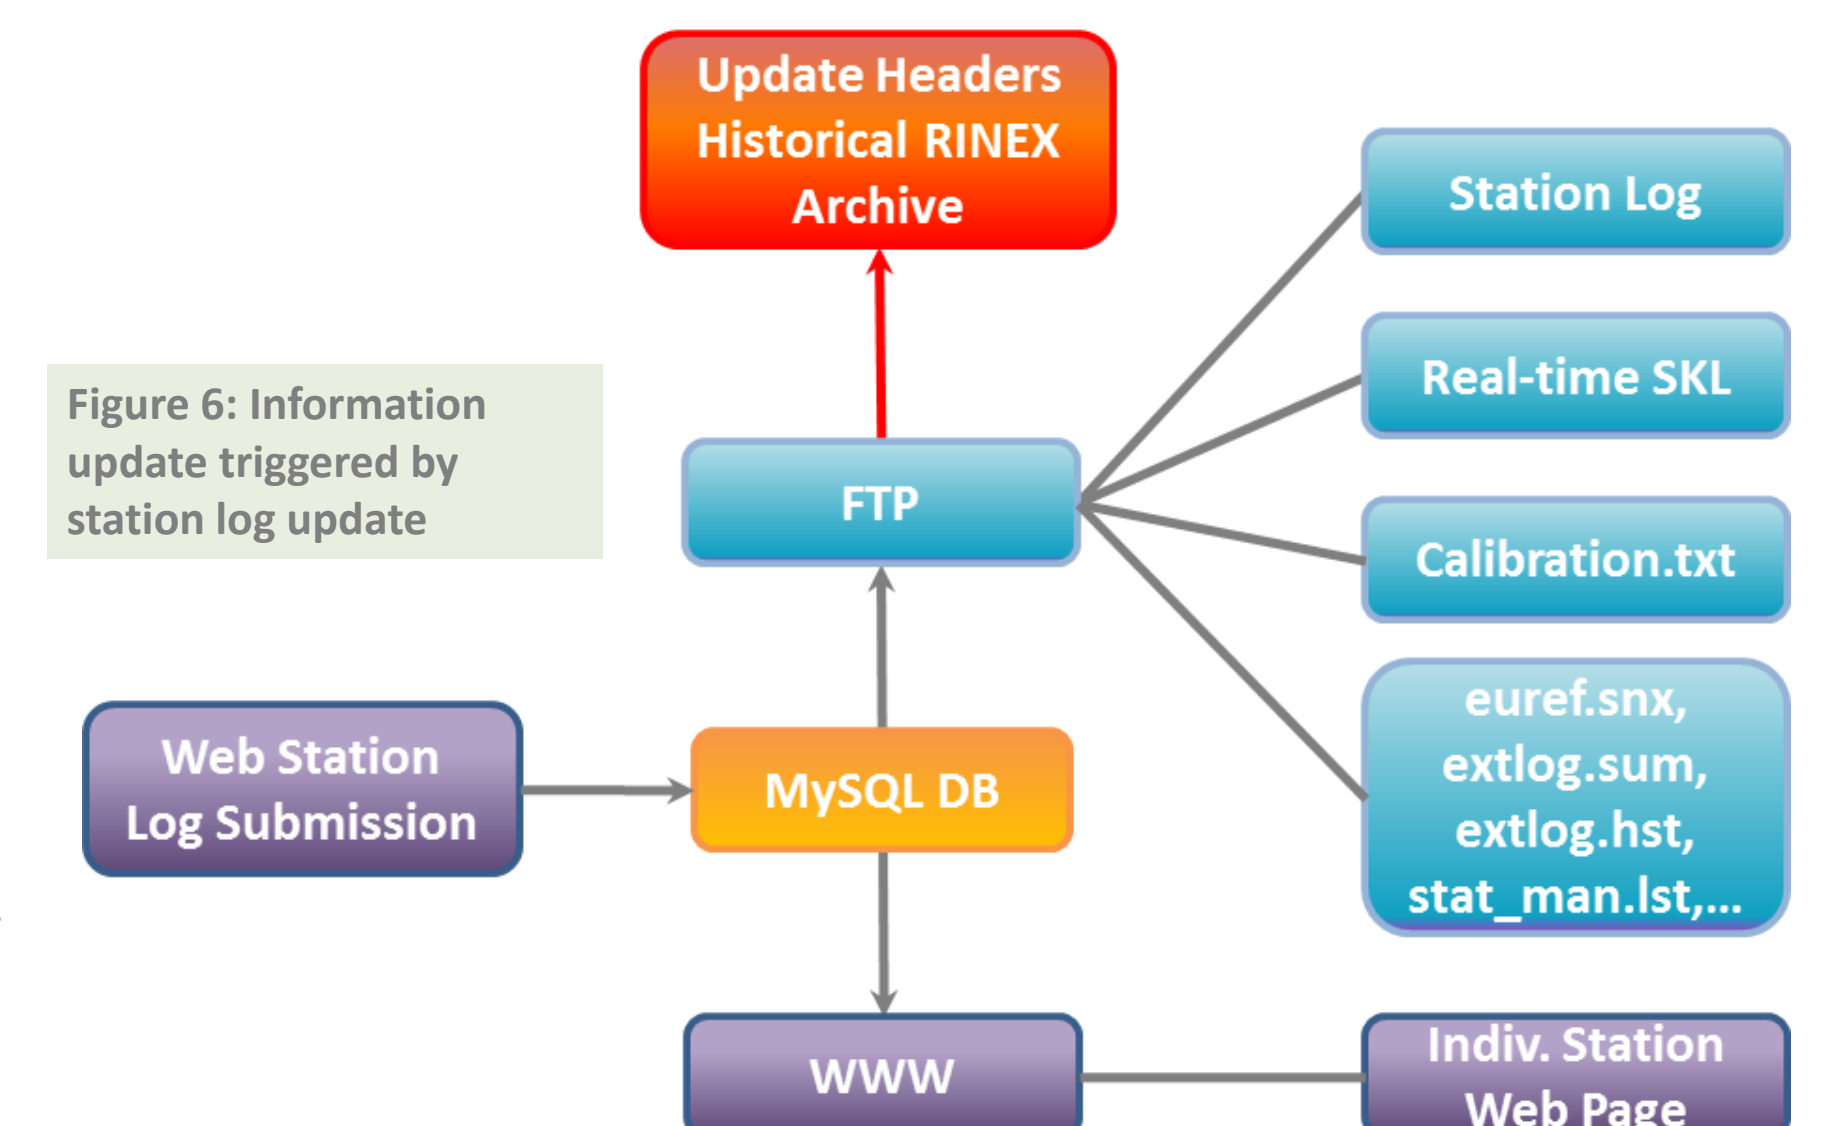 Update Headers
Historical RINEX
Archive
Station Log
Real-time SKL
Figure 6: Information
update triggered by
station log update
FTP
Calibration.txt
euref.snx,
extlog.sum,
extlog.hst,
stat_man.lst,...
Web Station
Log Submission
MySQL DB
WWW
Indiv. Station
Web Page